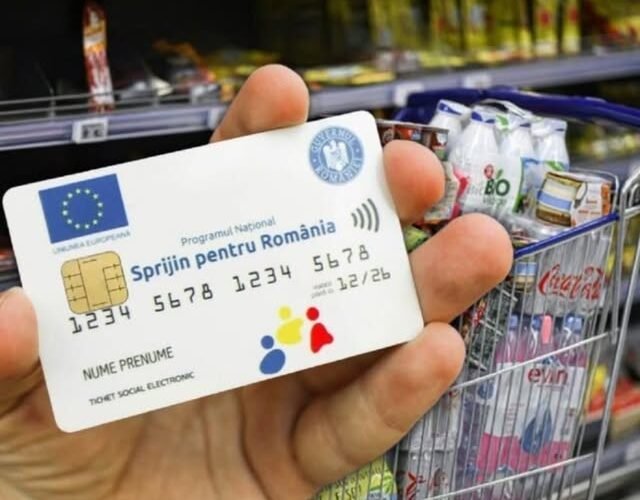 UNIUNEA EUROPEANĂ
GUVERNUL ROMÂNIEI
Programul Național
Sprijin pentru România
1234 5678 1234 5678
12/26
NUME PRENUME
TICHET SOCIAL ELECTRONIC
BO
Coca-Cola
evian